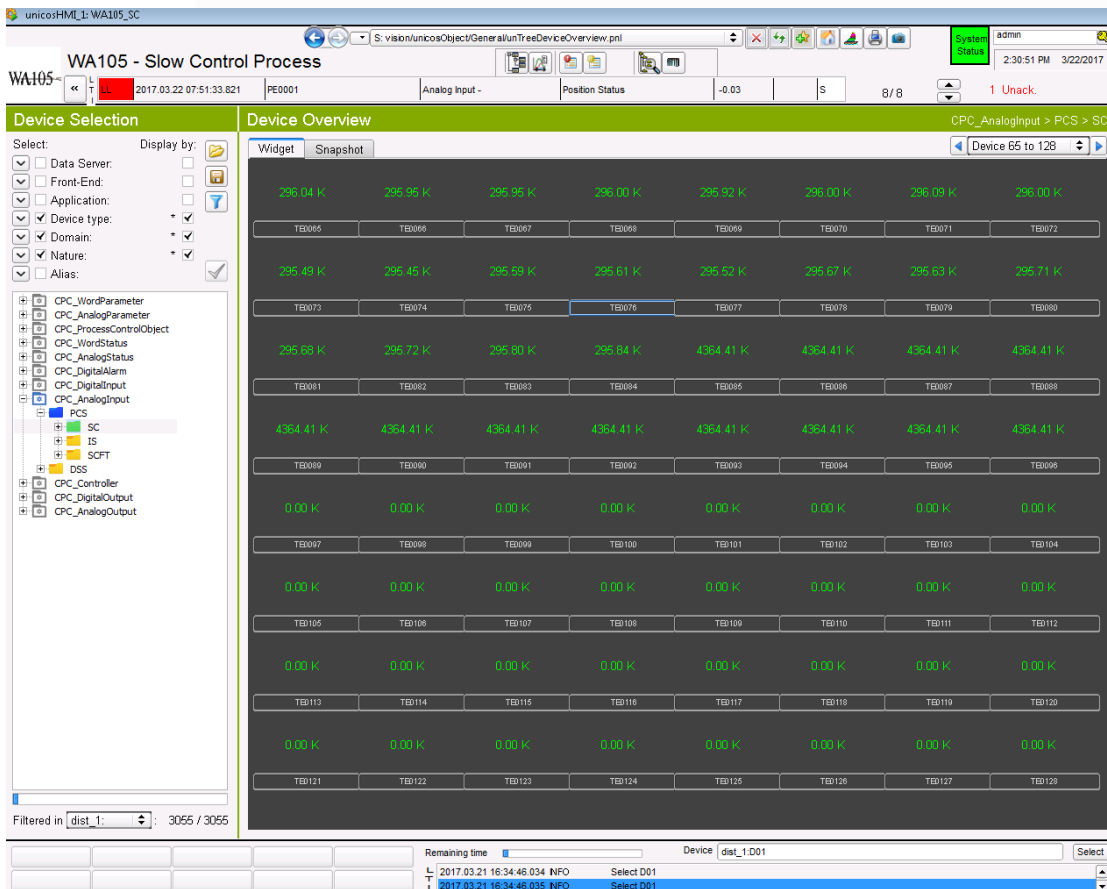 unicosHMI_1: WA105_SC
S: vision/unicosObject/General/unTreeDeviceOverview.pnl
System Status
admin
WA105 - Slow Control Process
2:30:51 PM 3/22/2017
WA105
« L T I LL 2017.03.22 07:51:33.821 PE0001 Analog Input - Position Status -0.03 S 8/8 1 Unack.
Device Selection
Device Overview
CPC_AnalogInput > PCS > SC
Select: Display by:
Data Server:
Front-End:
Application:
Device type: *
Domain: *
Nature: *
Alias:
CPC_WordParameter
CPC_AnalogParameter
CPC_ProcessControlObject
CPC_WordStatus
CPC_AnalogStatus
CPC_DigitalAlarm
CPC_DigitalInput
CPC_AnalogInput
PCS
SC
IS
SCFT
DSS
CPC_Controller
CPC_DigitalOutput
CPC_AnalogOutput
Filtered in dist_1: : 3055 / 3055
Widget Snapshot
Device 65 to 128
296.04 K 295.95 K 295.95 K 296.00 K 295.92 K 296.00 K 296.09 K 296.00 K
TE0065 TE0066 TE0067 TE0068 TE0069 TE0070 TE0071 TE0072
295.49 K 295.45 K 295.59 K 295.61 K 295.52 K 295.67 K 295.63 K 295.71 K
TE0073 TE0074 TE0075 TE0076 TE0077 TE0078 TE0079 TE0080
295.68 K 295.72 K 295.80 K 295.84 K 4364.41 K 4364.41 K 4364.41 K 4364.41 K
TE0081 TE0082 TE0083 TE0084 TE0085 TE0086 TE0087 TE0088
4364.41 K 4364.41 K 4364.41 K 4364.41 K 4364.41 K 4364.41 K 4364.41 K 4364.41 K
TE0089 TE0090 TE0091 TE0092 TE0093 TE0094 TE0095 TE0096
0.00 K 0.00 K 0.00 K 0.00 K 0.00 K 0.00 K 0.00 K 0.00 K
TE0097 TE0098 TE0099 TE0100 TE0101 TE0102 TE0103 TE0104
0.00 K 0.00 K 0.00 K 0.00 K 0.00 K 0.00 K 0.00 K 0.00 K
TE0105 TE0106 TE0107 TE0108 TE0109 TE0110 TE0111 TE0112
0.00 K 0.00 K 0.00 K 0.00 K 0.00 K 0.00 K 0.00 K 0.00 K
TE0113 TE0114 TE0115 TE0116 TE0117 TE0118 TE0119 TE0120
0.00 K 0.00 K 0.00 K 0.00 K 0.00 K 0.00 K 0.00 K 0.00 K
TE0121 TE0122 TE0123 TE0124 TE0125 TE0126 TE0127 TE0128
Remaining time Device dist_1:D01 Select
L T 2017.03.21 16:34:46.034 INFO Select D01
2017.03.21 16:34:46.035 INFO Select D01